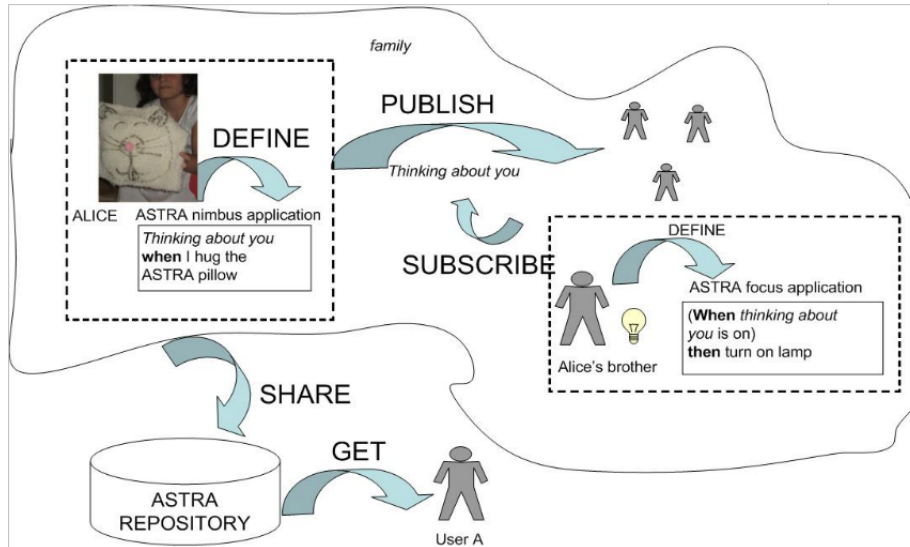 family
PUBLISH
DEFINE
Thinking about you
ALICE
ASTRA nimbus application
Thinking about you
when I hug the
ASTRA pillow
SUBSCRIBE
DEFINE
ASTRA focus application
(When thinking about
you is on)
then turn on lamp
Alice's brother
SHARE
GET
ASTRA
REPOSITORY
User A